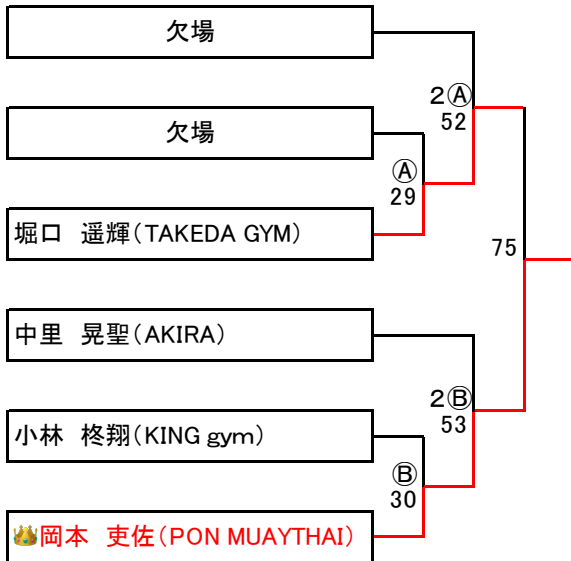 欠場
2Ⓐ
52
欠場
Ⓐ
29
堀口 遥輝(TAKEDA GYM)
75
中里 晃聖(AKIRA)
2Ⓑ
53
小林 柊翔(KING gym)
Ⓑ
30
岡本 吏佐(PON MUAYTHAI)